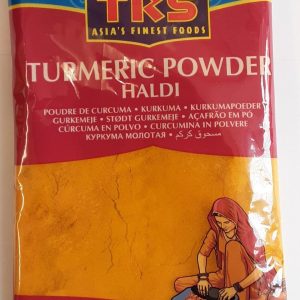 TRS
ASIA'S FINEST FOODS
TURMERIC POWDER
HALDI
POUDRE DE CURCUMA • KURKUMA • KURKUMAPOEDER
GURKEMEJE • STØDT GURKEMEJE • AÇAFRÃO EM PÓ
CÚRCUMA EN POLVO • CURCUMINA IN POLVERE
КУРКУМА МОЛОТАЯ • مسحوق كركم